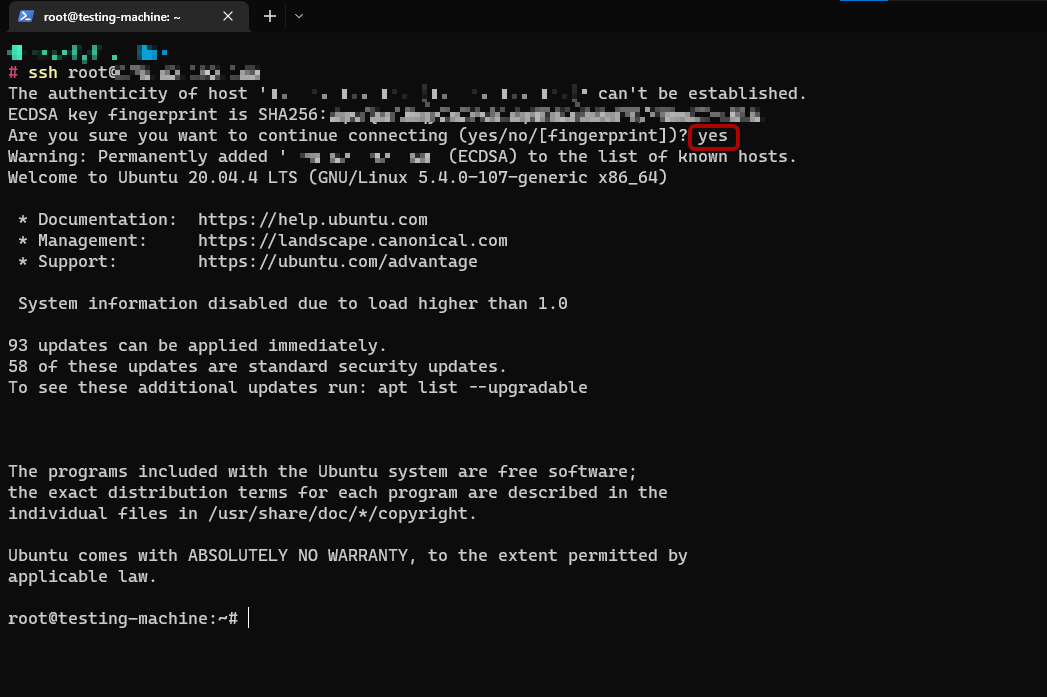 root@testing-machine: ~
# ssh root@
The authenticity of host ' ' can't be established.
ECDSA key fingerprint is SHA256:
Are you sure you want to continue connecting (yes/no/[fingerprint])? yes
Warning: Permanently added ' (ECDSA) to the list of known hosts.
Welcome to Ubuntu 20.04.4 LTS (GNU/Linux 5.4.0-107-generic x86_64)
* Documentation:  https://help.ubuntu.com
* Management:     https://landscape.canonical.com
* Support:        https://ubuntu.com/advantage
System information disabled due to load higher than 1.0
93 updates can be applied immediately.
58 of these updates are standard security updates.
To see these additional updates run: apt list --upgradable
The programs included with the Ubuntu system are free software;
the exact distribution terms for each program are described in the
individual files in /usr/share/doc/*/copyright.
Ubuntu comes with ABSOLUTELY NO WARRANTY, to the extent permitted by
applicable law.
root@testing-machine:~#